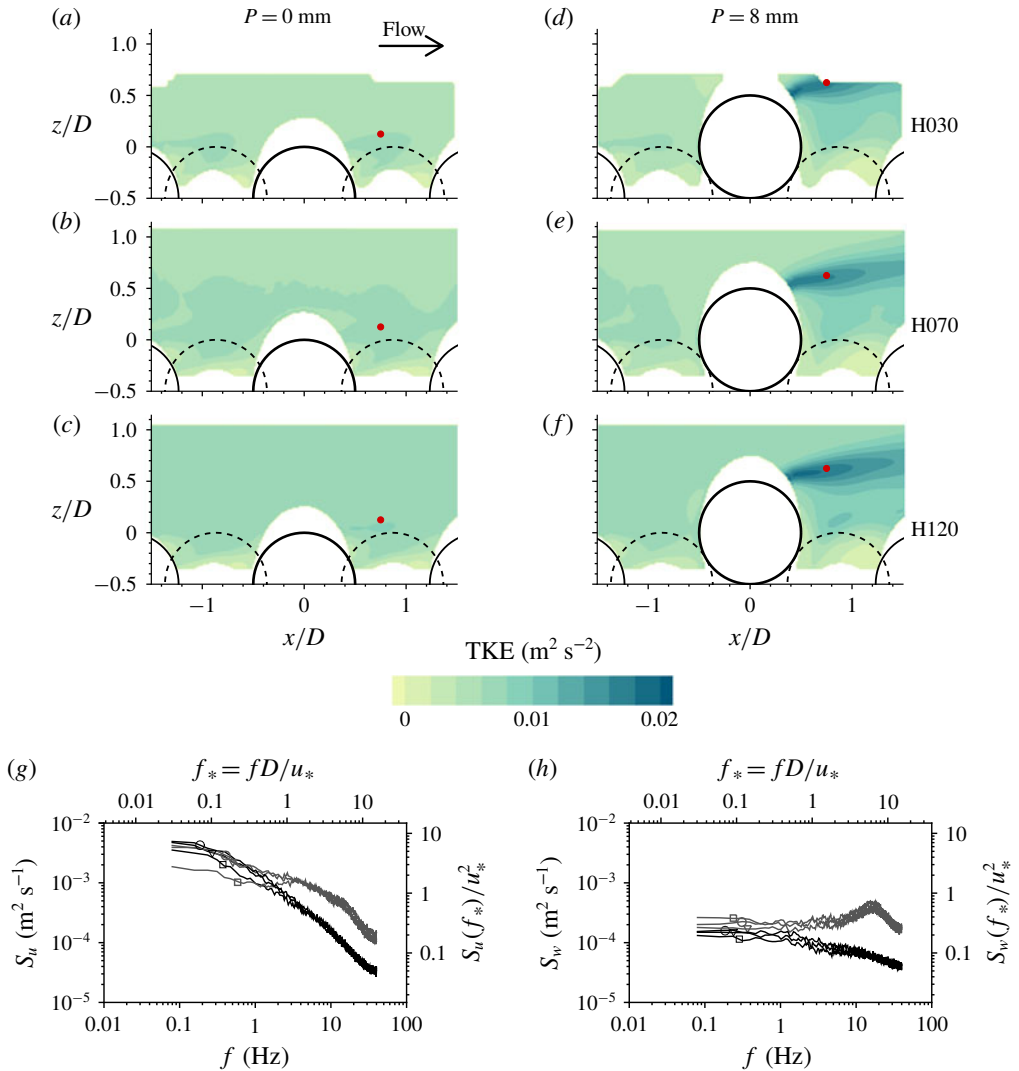 (a) P = 0 mm (d) P = 8 mm
Flow
1.0
z/D 0.5
0
−0.5
H030
(b) (e)
1.0
z/D 0.5
0
−0.5
H070
(c) (f)
1.0
z/D 0.5
0
−0.5
H120
−1 0 1 −1 0 1
x/D x/D
TKE (m² s⁻²)
0 0.01 0.02
(g) f* = fD/u* (h) f* = fD/u*
0.01 0.1 1 10 0.01 0.1 1 10
10⁻² 10 10⁻² 10
10⁻³ 1 10⁻³ 1
10⁻⁴ 0.1 10⁻⁴ 0.1
10⁻⁵ 10⁻⁵
Sᵤ (m² s⁻¹) Sᵤ(f*)/u*² S_w (m² s⁻¹) S_w(f*)/u*²
0.01 0.1 1 10 100 0.01 0.1 1 10 100
f (Hz) f (Hz)